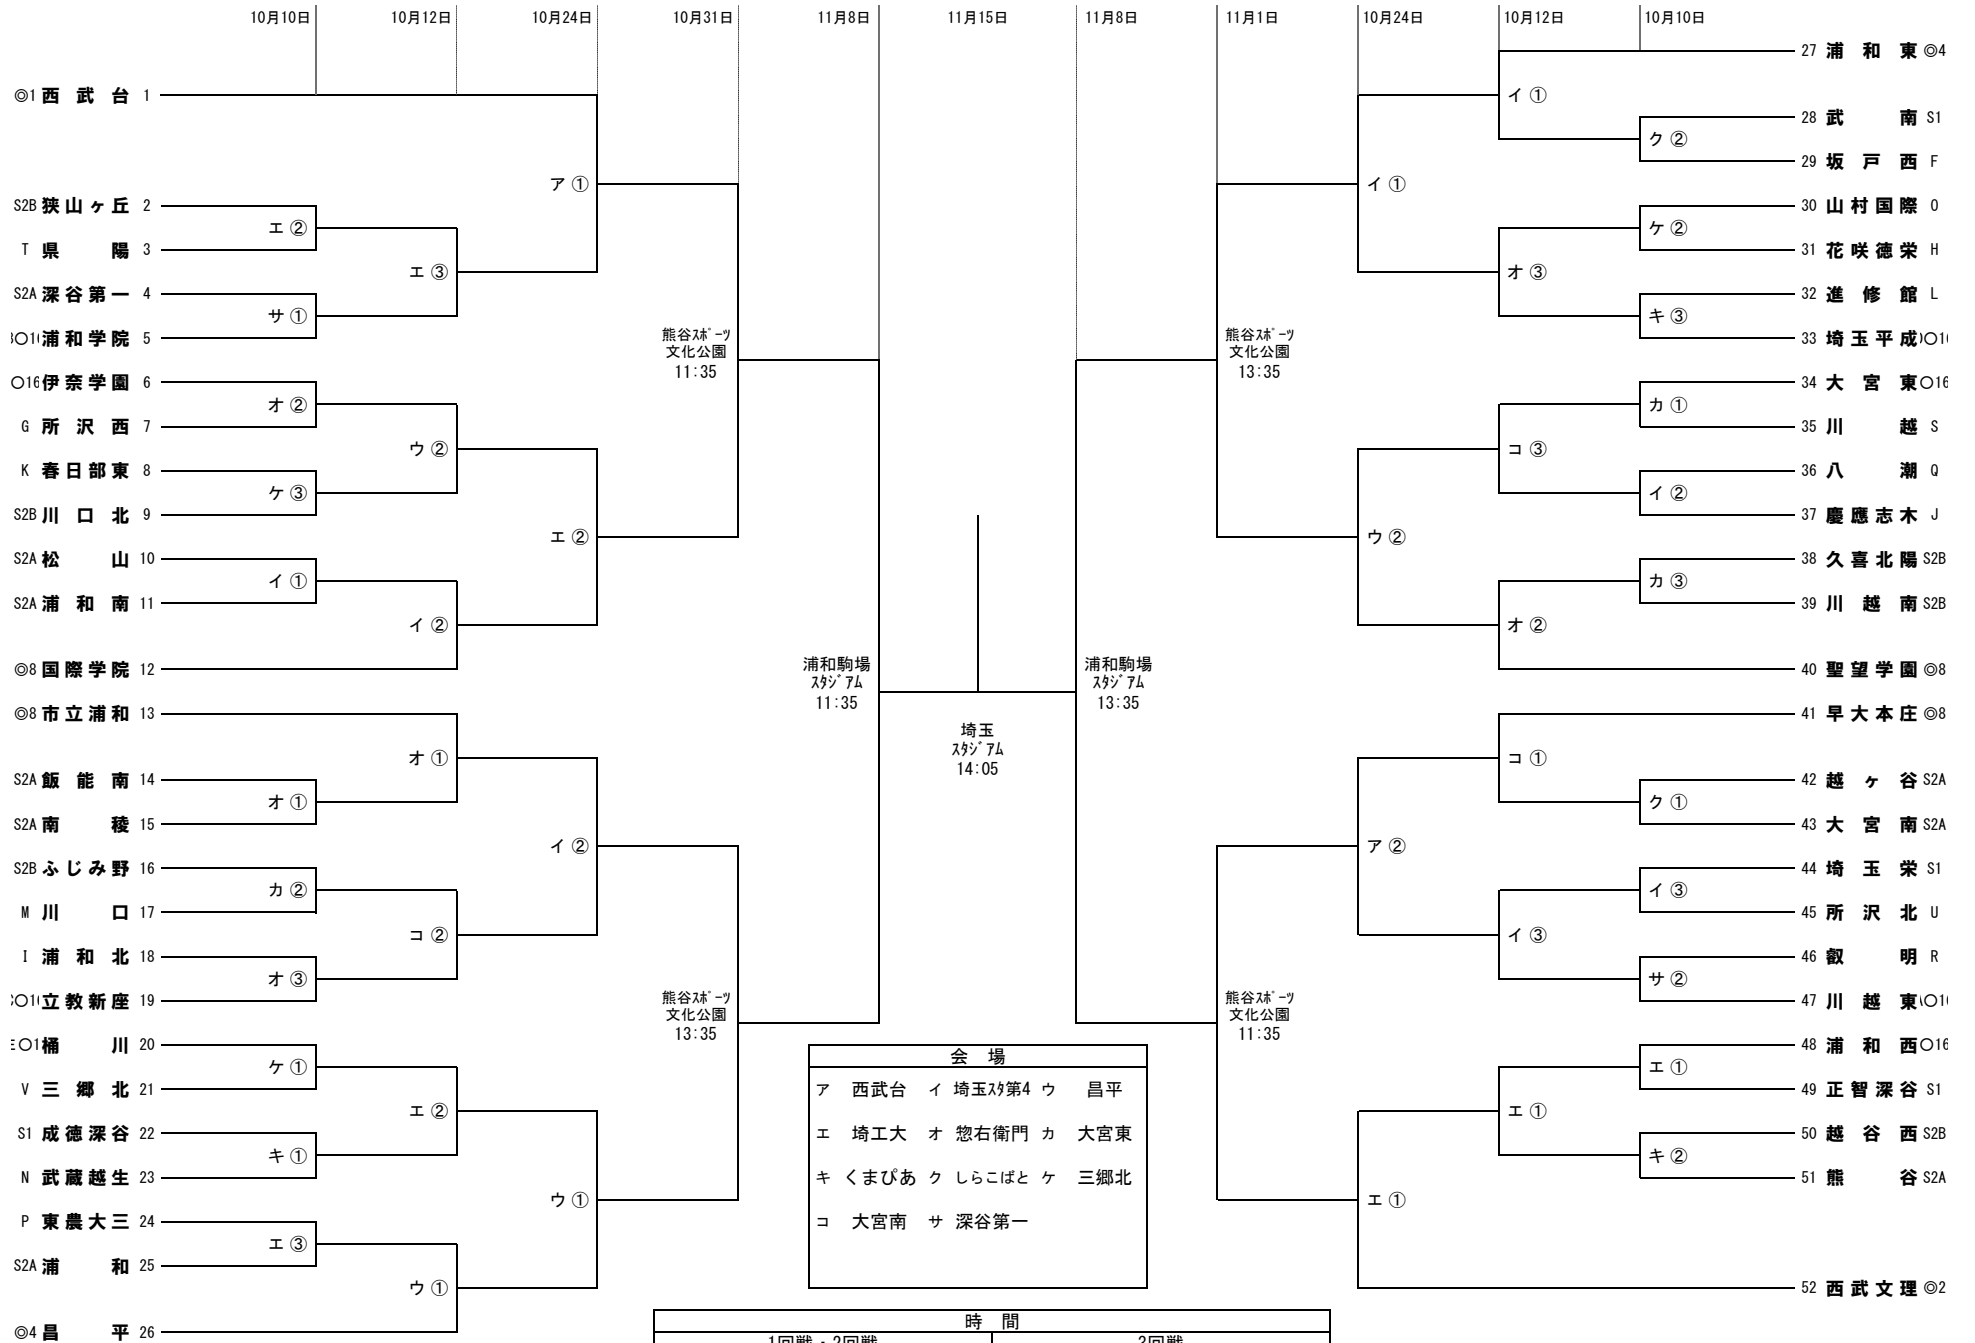 10月10日 10月12日 10月24日 10月31日 11月8日 11月15日 11月8日 11月1日 10月24日 10月12日 10月10日
◎1 西武台 1
S2B 狭山ヶ丘 2
T 県陽 3
S2A 深谷第一 4
浦和学院 5
○16 伊奈学園 6
G 所沢西 7
K 春日部東 8
S2B 川口北 9
S2A 松山 10
S2A 浦和南 11
◎8 国際学院 12
◎8 市立浦和 13
S2A 飯能南 14
S2A 南稜 15
S2B ふじみ野 16
M 川口 17
I 浦和北 18
立教新座 19
桶川 20
V 三郷北 21
S1 成徳深谷 22
N 武蔵越生 23
P 東農大三 24
S2A 浦和 25
◎4 昌平 26
エ ②
サ ①
オ ②
ケ ③
イ ①
オ ①
カ ②
オ ③
ケ ①
キ ①
エ ③
エ ③
ウ ②
イ ②
オ ①
コ ②
エ ②
ウ ①
ア ①
エ ②
イ ②
ウ ①
熊谷スポーツ
文化公園
11:35
熊谷スポーツ
文化公園
13:35
浦和駒場
スタジアム
11:35
埼玉
スタジアム
14:05
浦和駒場
スタジアム
13:35
熊谷スポーツ
文化公園
13:35
熊谷スポーツ
文化公園
11:35
イ ①
ウ ②
ア ②
エ ①
イ ①
オ ③
コ ③
オ ②
コ ①
イ ③
エ ①
ク ②
ケ ②
キ ③
カ ①
イ ②
カ ③
ク ①
イ ③
サ ②
エ ①
キ ②
27 浦和東 ◎4
28 武南 S1
29 坂戸西 F
30 山村国際 O
31 花咲徳栄 H
32 進修館 L
33 埼玉平成
34 大宮東 ○16
35 川越 S
36 八潮 Q
37 慶應志木 J
38 久喜北陽 S2B
39 川越南 S2B
40 聖望学園 ◎8
41 早大本庄 ◎8
42 越ヶ谷 S2A
43 大宮南 S2A
44 埼玉栄 S1
45 所沢北 U
46 叡明 R
47 川越東
48 浦和西 ○16
49 正智深谷 S1
50 越谷西 S2B
51 熊谷 S2A
52 西武文理 ◎2
会場
ア 西武台 イ 埼玉スタ第4 ウ 昌平
エ 埼工大 オ 惣右衛門 カ 大宮東
キ くまぴあ ク しらこばと ケ 三郷北
コ 大宮南 サ 深谷第一
時間
1回戦・2回戦 3回戦